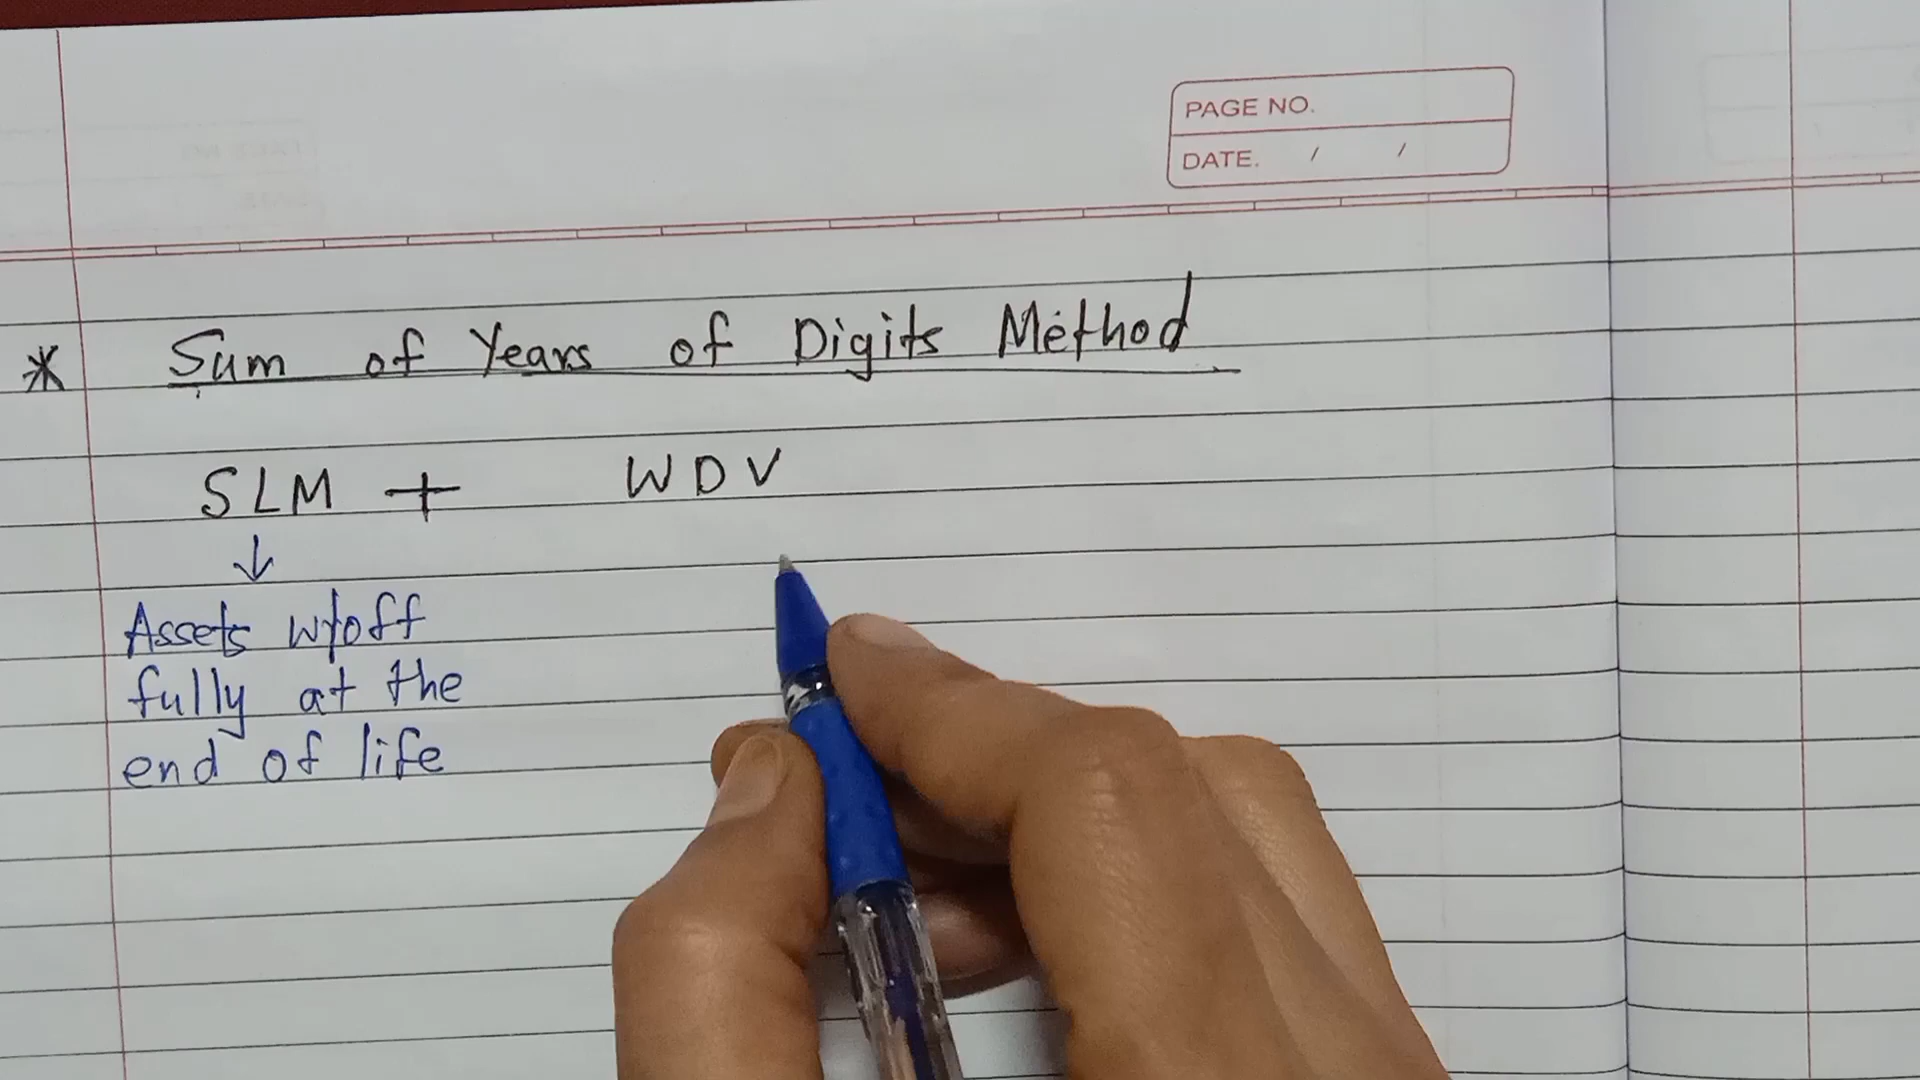 PAGE NO.
DATE. / /
* Sum of Years of Digits Method
SLM + WDV
↓
Assets w/off
fully at the
end of life